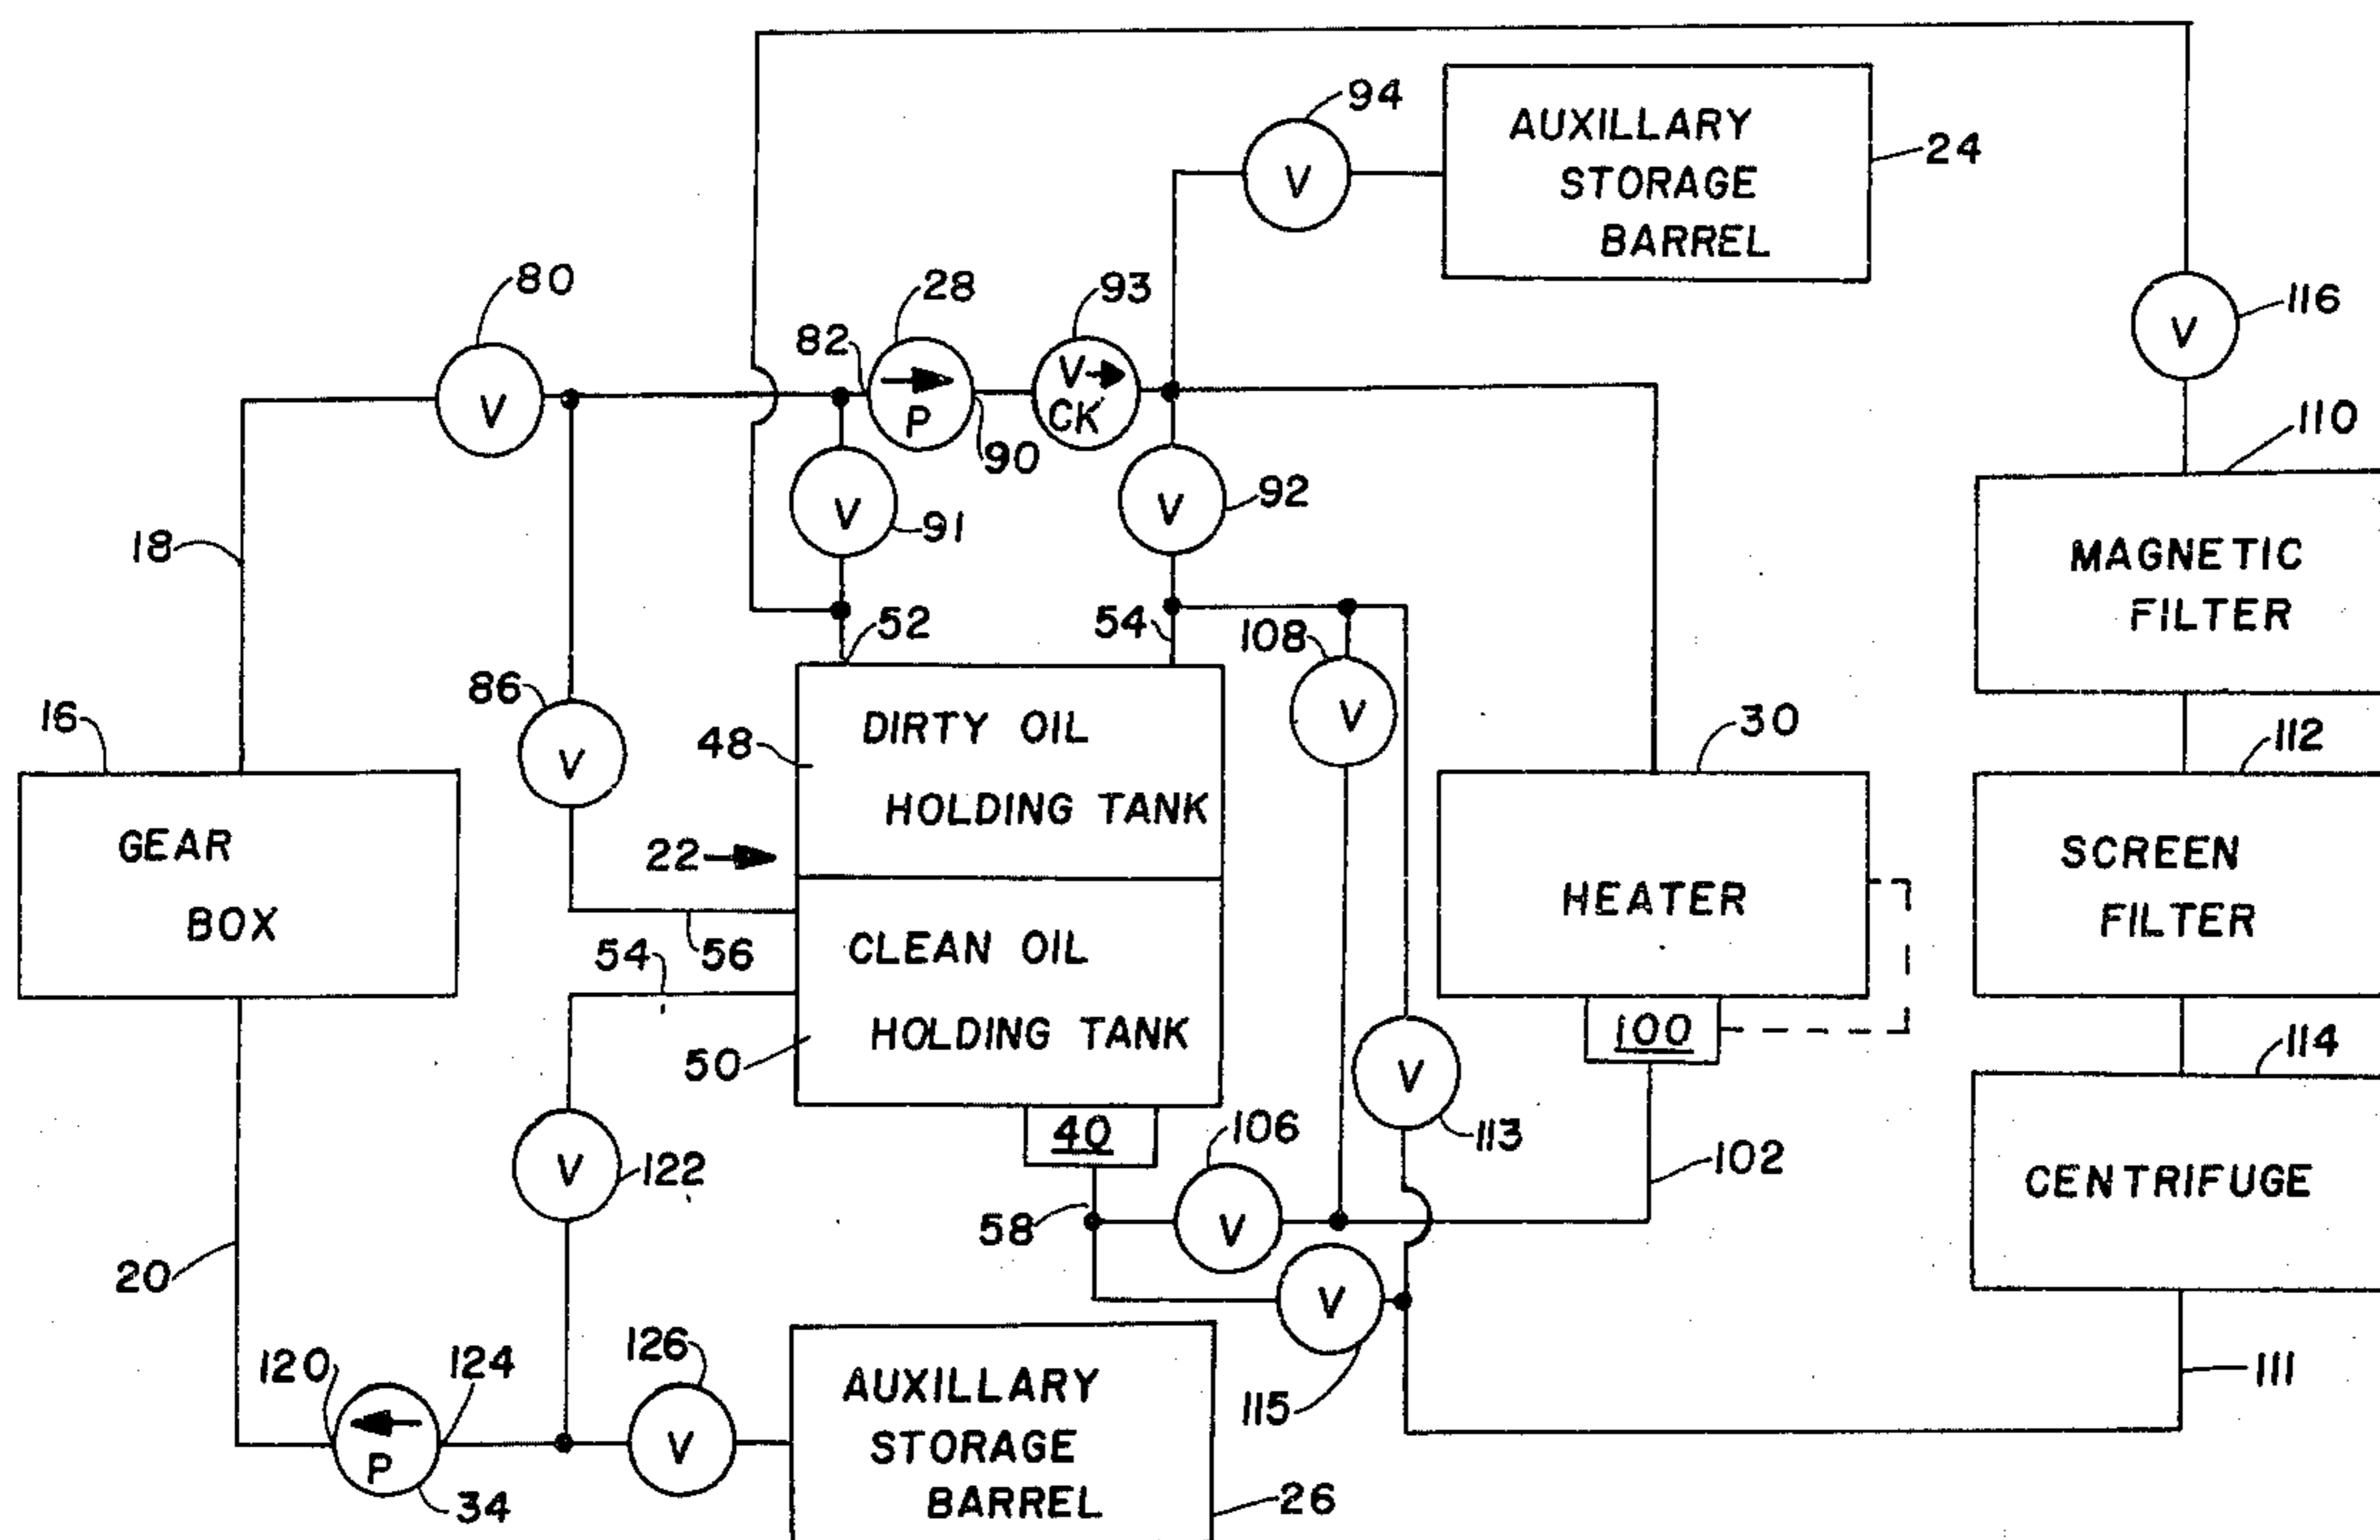 94
AUXILLARY
STORAGE
BARREL
24
80
28
93
116
82
V
V
P
V
CK
90
V
110
V
91
V
92
18
MAGNETIC
FILTER
52
54
108
86
V
V
16
48
DIRTY OIL
HOLDING TANK
30
112
22
GEAR
BOX
HEATER
SCREEN
FILTER
56
54
CLEAN OIL
HOLDING TANK
50
100
114
V
113
40
106
V
122
58
V
102
CENTRIFUGE
20
V
115
120
124
126
P
34
V
AUXILLARY
STORAGE
BARREL
26
111
V